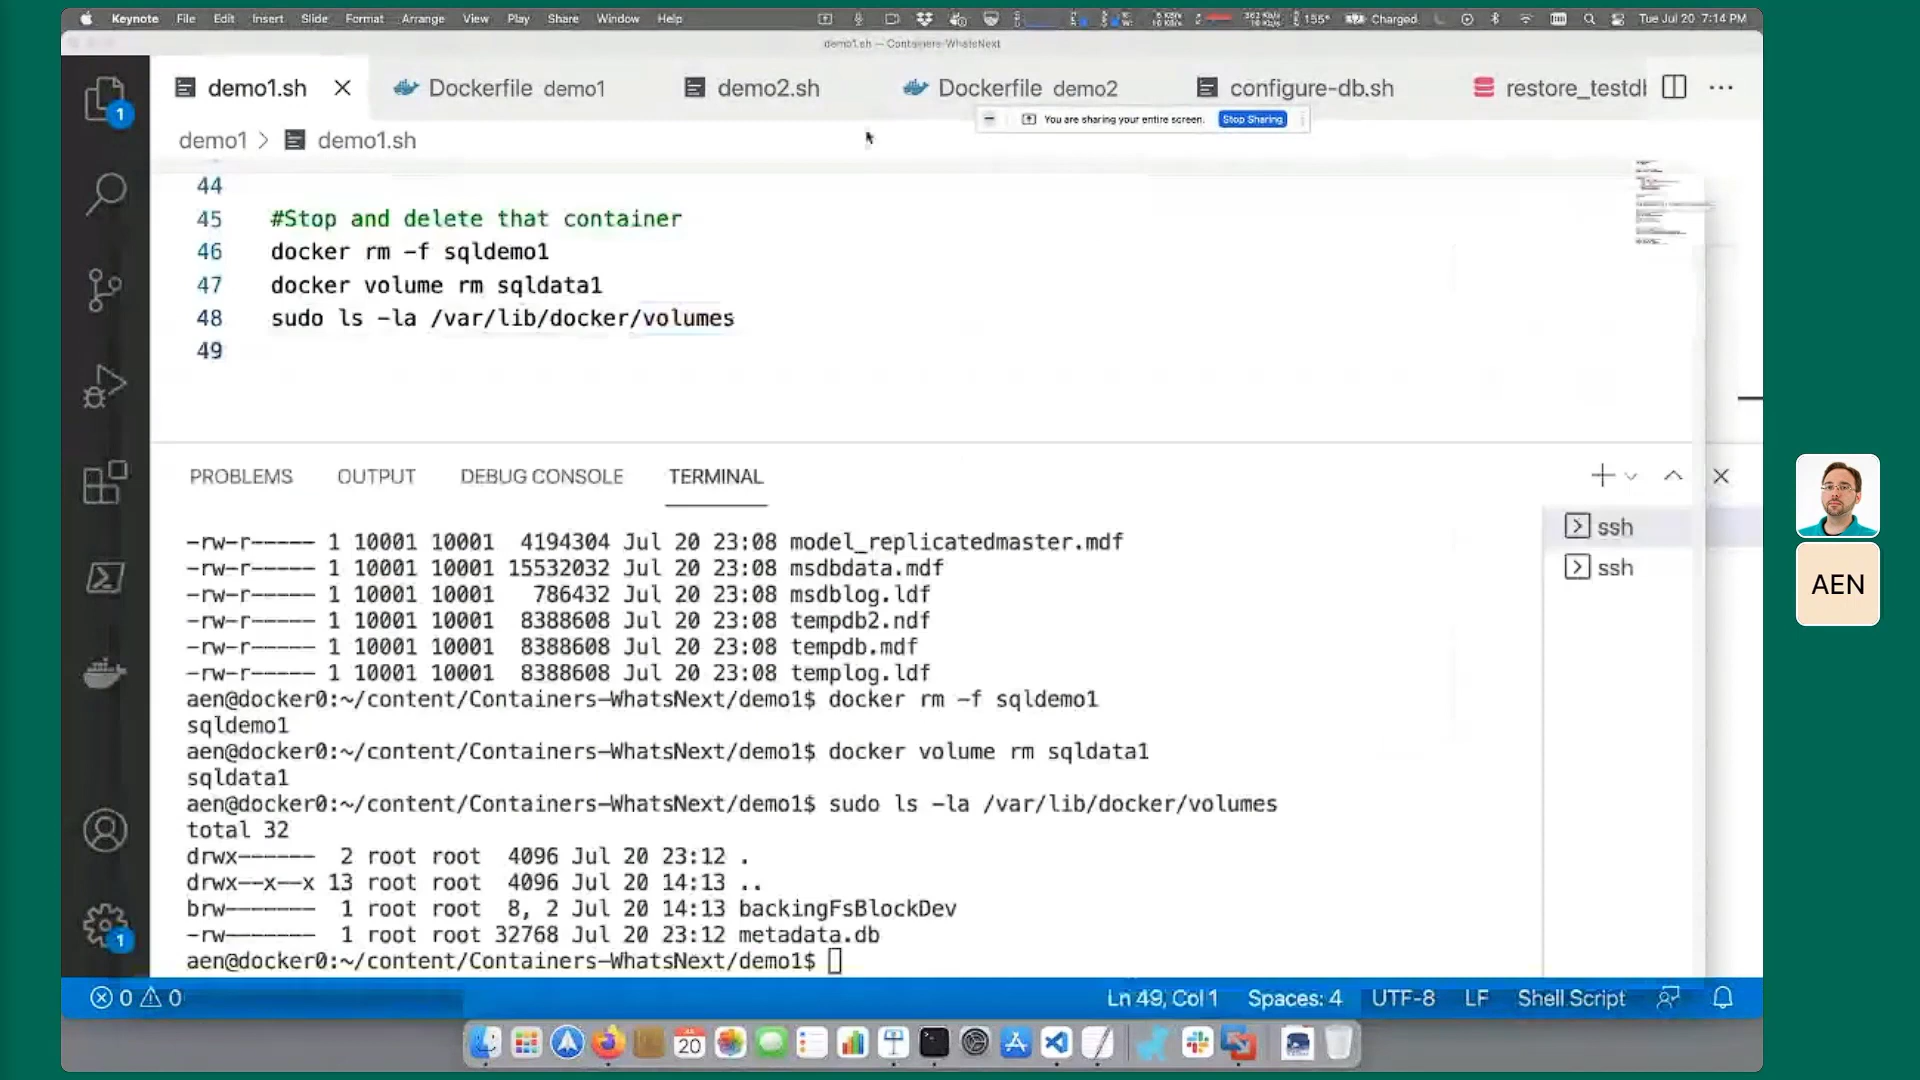 Keynote File Edit Insert Slide Format Arrange View Play Share Window Help 155° Charged Tue Jul 20 7:14 PM
demo1.sh — Containers-WhatsNext
demo1.sh Dockerfile demo1 demo2.sh Dockerfile demo2 configure-db.sh restore_testdb
You are sharing your entire screen. Stop Sharing
demo1 > demo1.sh
44
45 #Stop and delete that container
46 docker rm -f sqldemo1
47 docker volume rm sqldata1
48 sudo ls -la /var/lib/docker/volumes
49
PROBLEMS OUTPUT DEBUG CONSOLE TERMINAL
ssh
ssh
-rw-r----- 1 10001 10001 4194304 Jul 20 23:08 model_replicatedmaster.mdf
-rw-r----- 1 10001 10001 15532032 Jul 20 23:08 msdbdata.mdf
-rw-r----- 1 10001 10001 786432 Jul 20 23:08 msdblog.ldf
-rw-r----- 1 10001 10001 8388608 Jul 20 23:08 tempdb2.ndf
-rw-r----- 1 10001 10001 8388608 Jul 20 23:08 tempdb.mdf
-rw-r----- 1 10001 10001 8388608 Jul 20 23:08 templog.ldf
aen@docker0:~/content/Containers-WhatsNext/demo1$ docker rm -f sqldemo1
sqldemo1
aen@docker0:~/content/Containers-WhatsNext/demo1$ docker volume rm sqldata1
sqldata1
aen@docker0:~/content/Containers-WhatsNext/demo1$ sudo ls -la /var/lib/docker/volumes
total 32
drwx------ 2 root root 4096 Jul 20 23:12 .
drwx--x--x 13 root root 4096 Jul 20 14:13 ..
brw------- 1 root root 8, 2 Jul 20 14:13 backingFsBlockDev
-rw------- 1 root root 32768 Jul 20 23:12 metadata.db
aen@docker0:~/content/Containers-WhatsNext/demo1$
0 0 Ln 49, Col 1 Spaces: 4 UTF-8 LF Shell Script
1
1
20
AEN